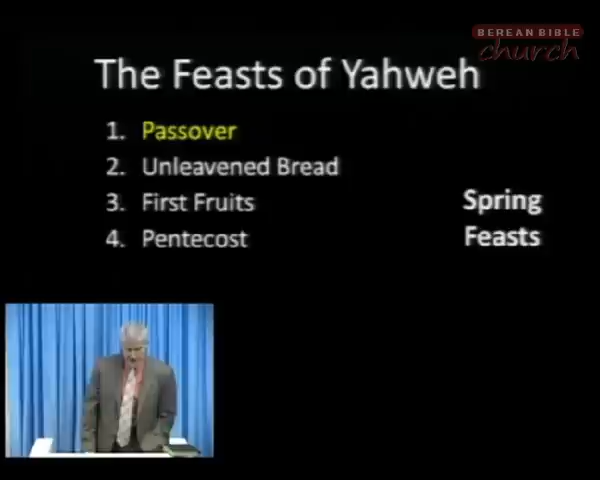 BEREAN BIBLE
church
The Feasts of Yahweh
1. Passover
2. Unleavened Bread
3. First Fruits
4. Pentecost
Spring
Feasts